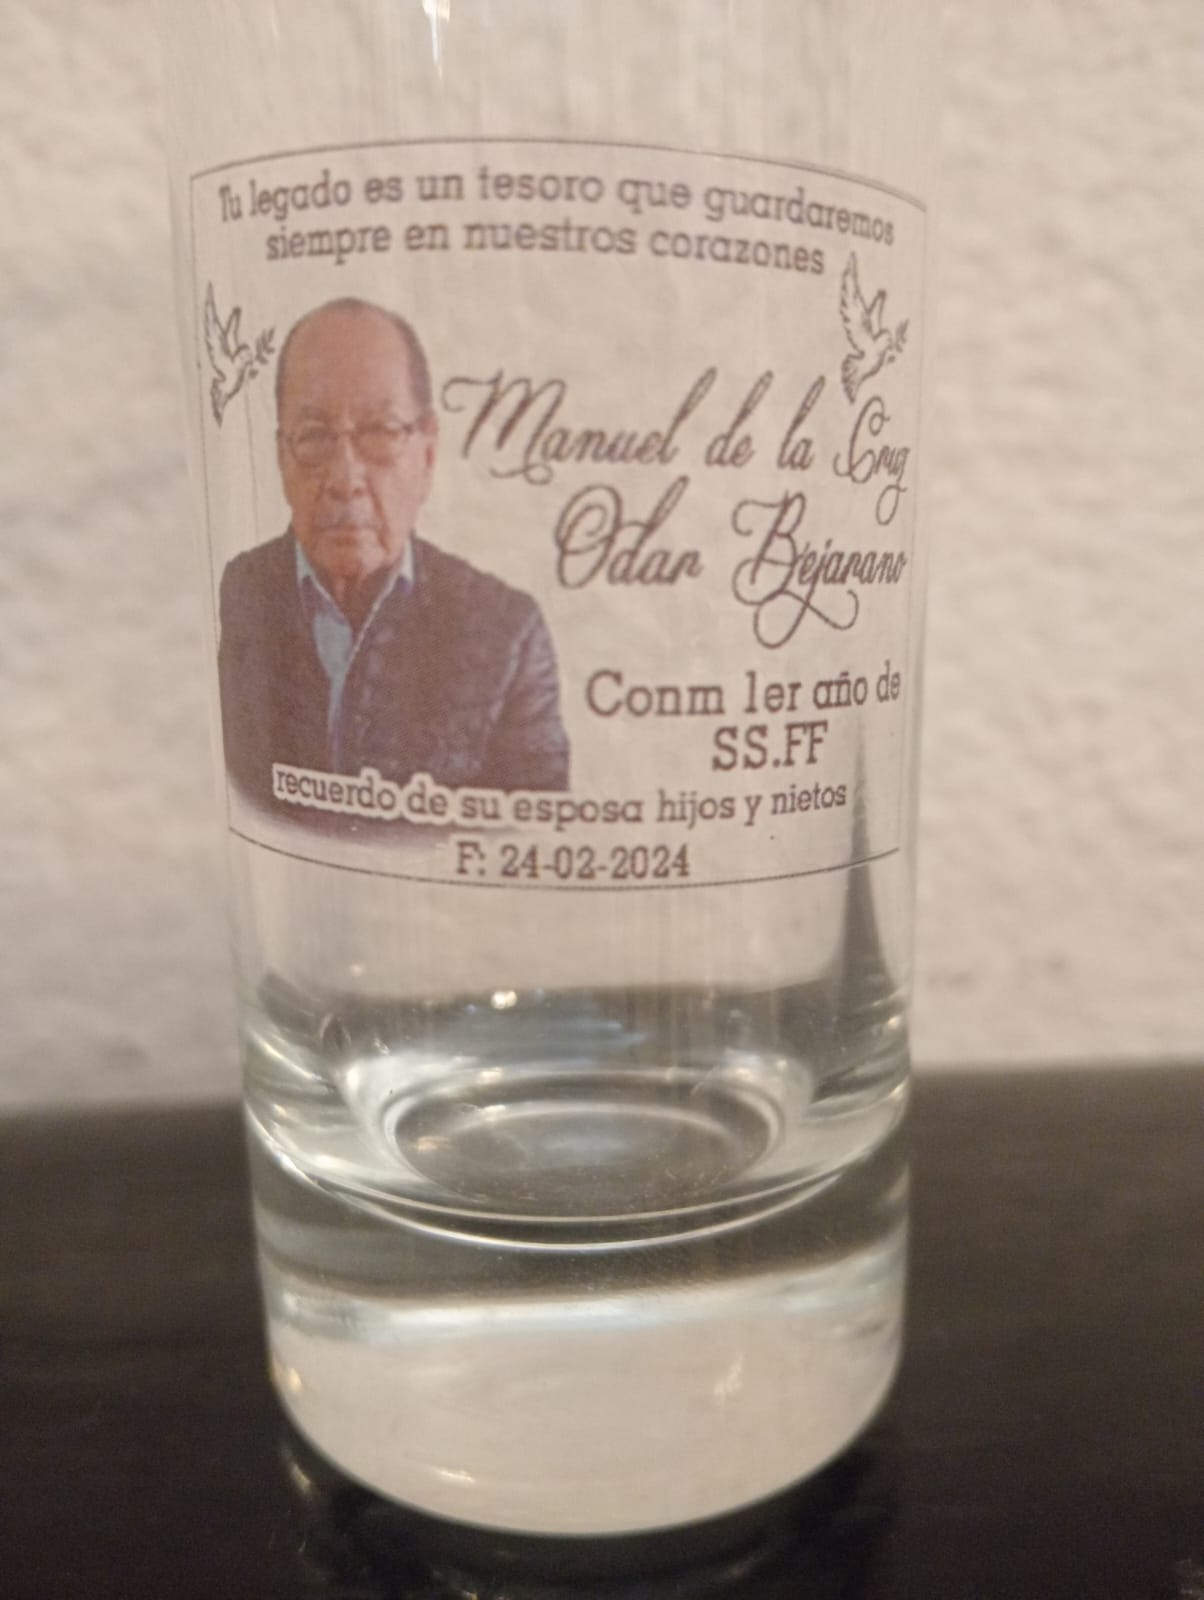 Tu legado es un tesoro que guardaremos
siempre en nuestros corazones
Manuel de la Cruz
Odar Bejarano
Conm 1er año de
SS.FF
recuerdo de su esposa hijos y nietos
F: 24-02-2024